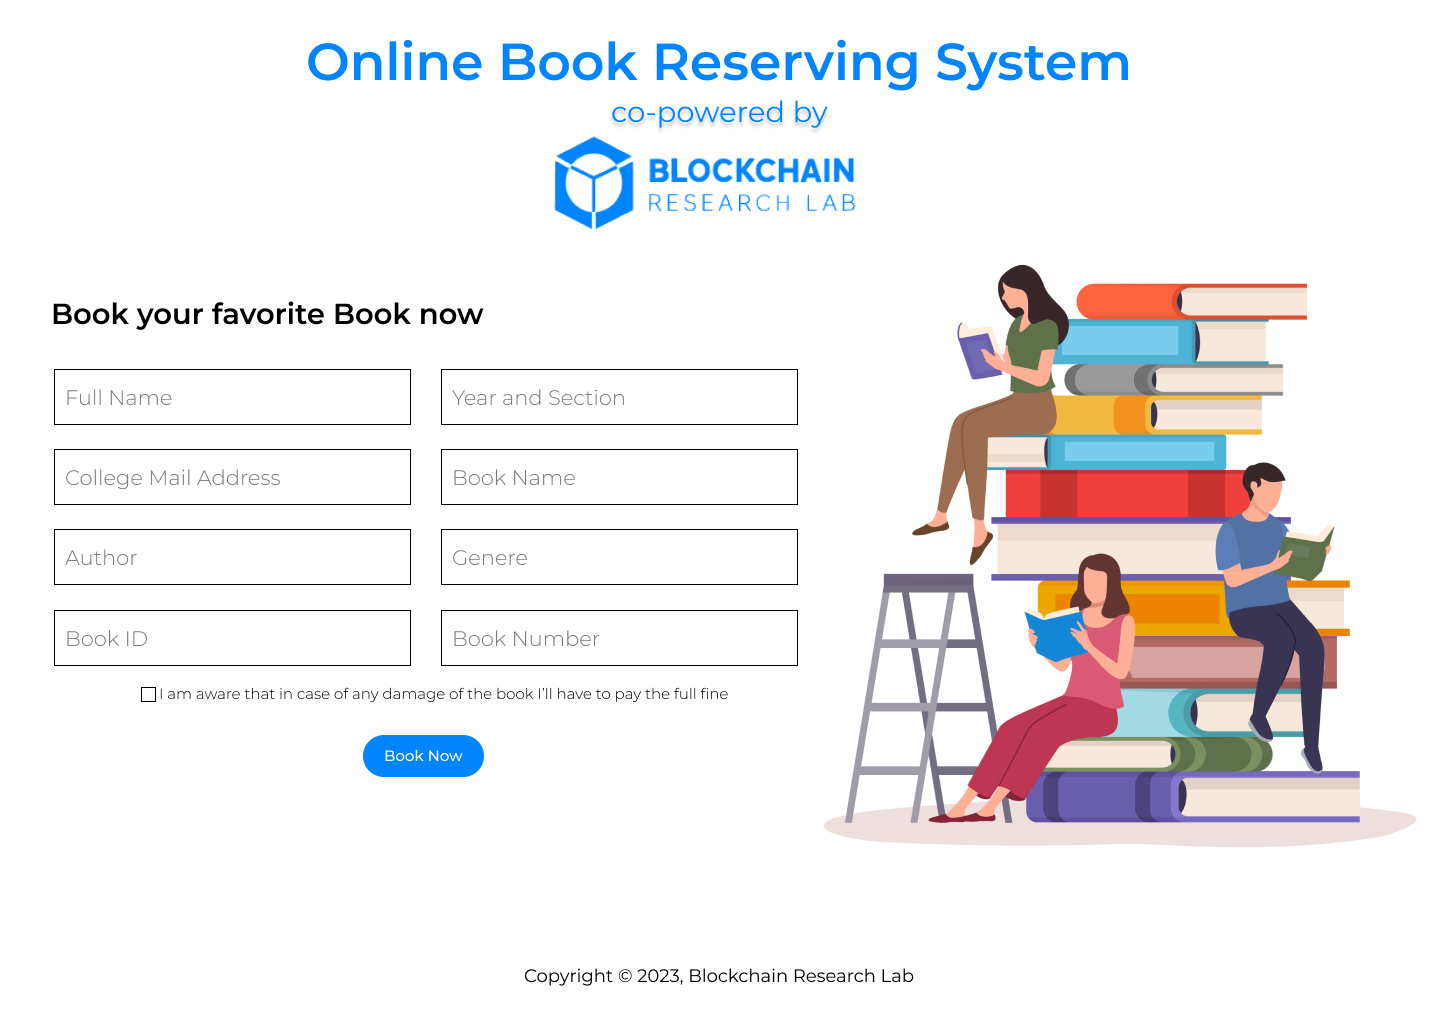 Online Book Reserving System
co-powered by
BLOCKCHAIN
RESEARCH LAB
Book your favorite Book now
Full Name
Year and Section
College Mail Address
Book Name
Author
Genere
Book ID
Book Number
I am aware that in case of any damage of the book I’ll have to pay the full fine
Book Now
Copyright © 2023, Blockchain Research Lab